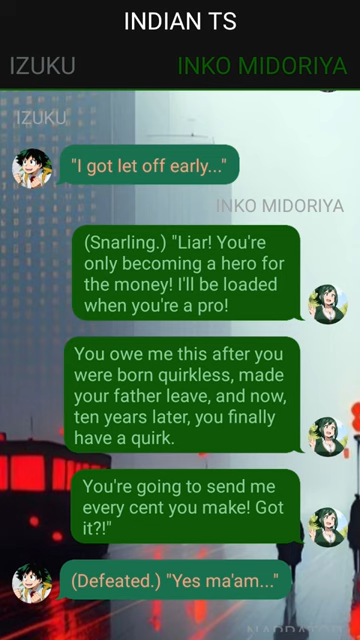 INDIAN TS
IZUKU INKO MIDORIYA
IZUKU
"I got let off early..."
INKO MIDORIYA
(Snarling.) "Liar! You're
only becoming a hero for
the money! I'll be loaded
when you're a pro!
You owe me this after you
were born quirkless, made
your father leave, and now,
ten years later, you finally
have a quirk.
You're going to send me
every cent you make! Got
it?!"
(Defeated.) "Yes ma'am..."